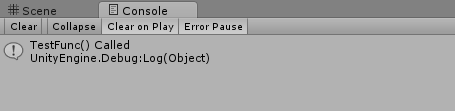 Scene Console
Clear Collapse Clear on Play Error Pause
TestFunc() Called
UnityEngine.Debug:Log(Object)